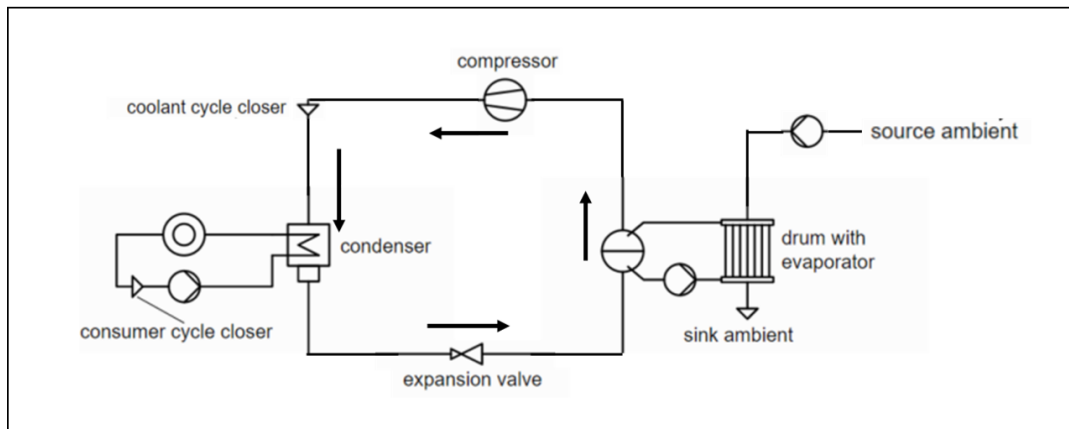 compressor
coolant cycle closer
source ambient
condenser
drum with
evaporator
consumer cycle closer
sink ambient
expansion valve